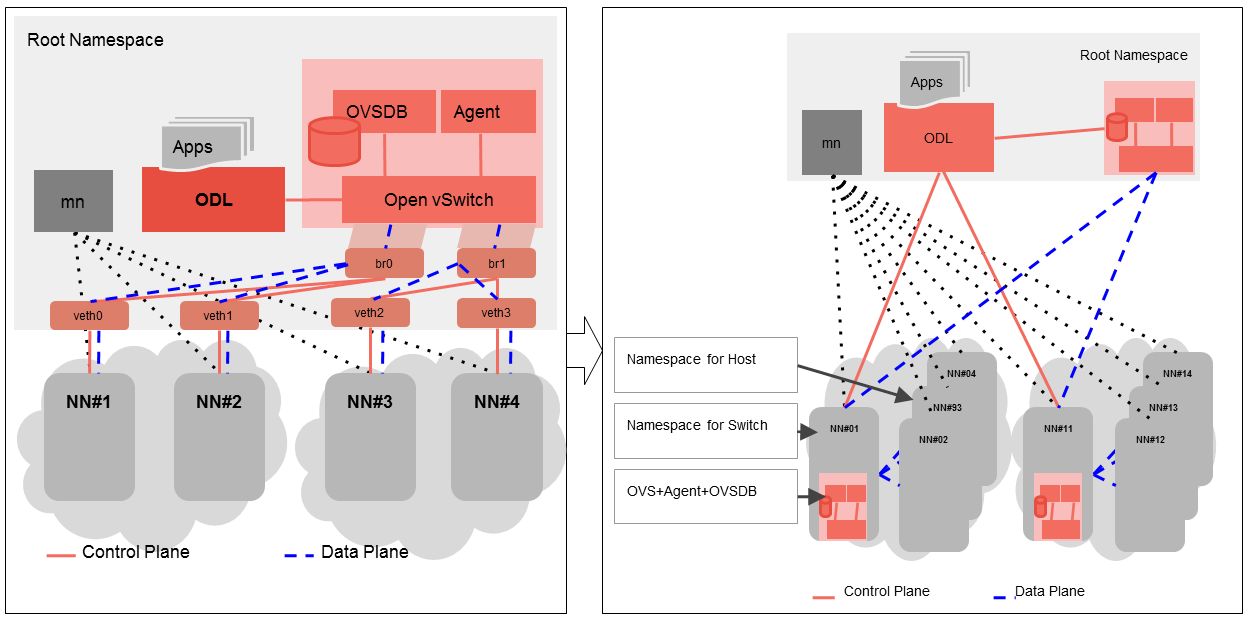 Root Namespace
OVSDB
Agent
Apps
mn
ODL
Open vSwitch
br0
br1
veth0
veth1
veth2
veth3
NN#1
NN#2
NN#3
NN#4
Control Plane
Data Plane
Root Namespace
Apps
mn
ODL
Namespace for Host
Namespace for Switch
OVS+Agent+OVSDB
NN#04
NN#93
NN#01
NN#02
NN#14
NN#13
NN#11
NN#12
Control Plane
Data Plane